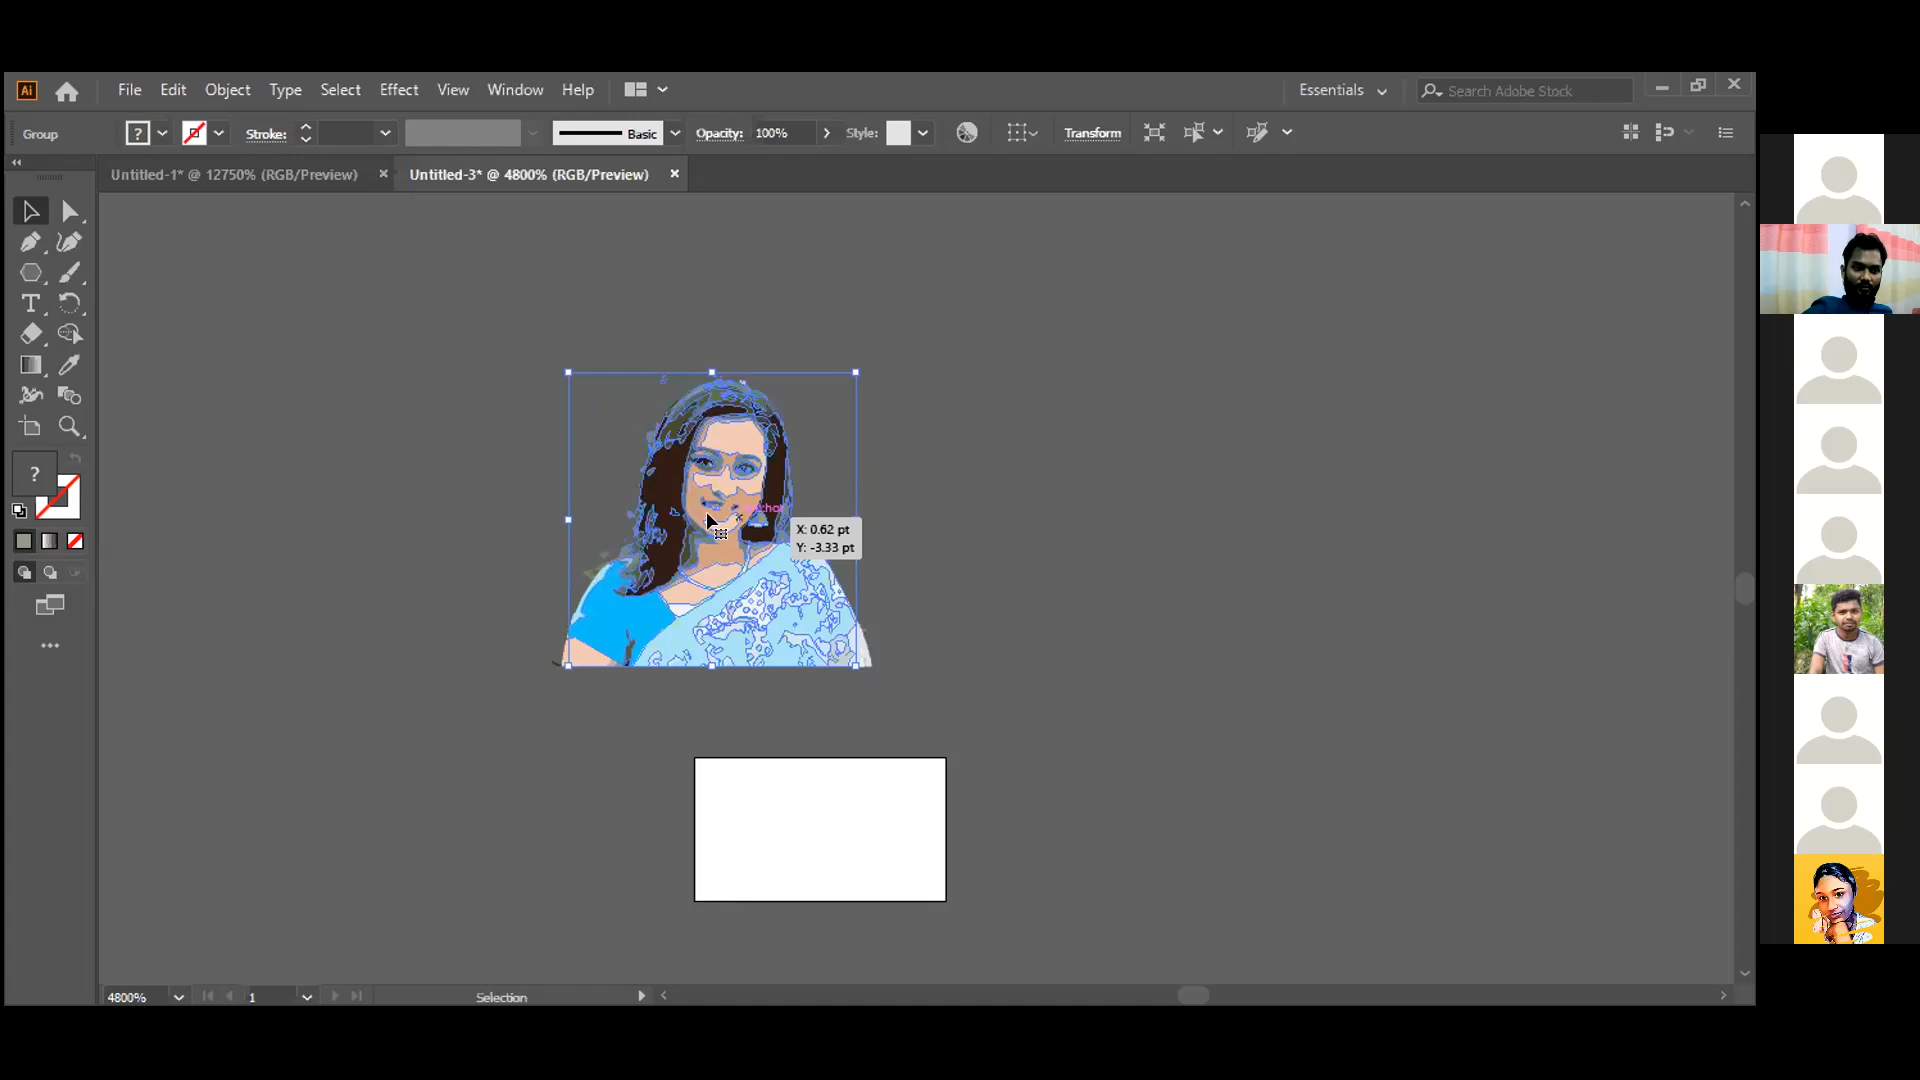 Ai File Edit Object Type Select Effect View Window Help Essentials Search Adobe Stock
Group ? Stroke: Basic Opacity: 100% Style: Transform
Untitled-1* @ 12750% (RGB/Preview) × Untitled-3* @ 4800% (RGB/Preview) ×
T
?
X: 0.62 pt
Y: -3.33 pt
4800% 1 Selection